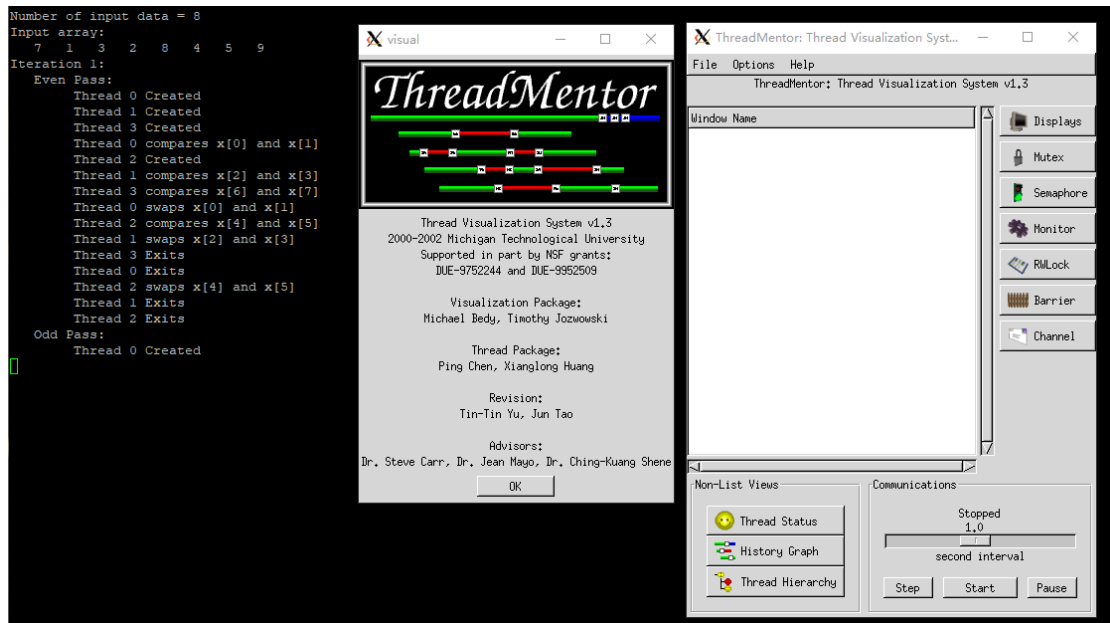 Number of input data = 8
Input array:
7 1 3 2 8 4 5 9
Iteration 1:
Even Pass:
Thread 0 Created
Thread 1 Created
Thread 3 Created
Thread 0 compares x[0] and x[1]
Thread 2 Created
Thread 1 compares x[2] and x[3]
Thread 3 compares x[6] and x[7]
Thread 0 swaps x[0] and x[1]
Thread 2 compares x[4] and x[5]
Thread 1 swaps x[2] and x[3]
Thread 3 Exits
Thread 0 Exits
Thread 2 swaps x[4] and x[5]
Thread 1 Exits
Thread 2 Exits
Odd Pass:
Thread 0 Created
visual
ThreadMentor
Thread Visualization System v1.3
2000-2002 Michigan Technological University
Supported in part by NSF grants:
DUE-9752244 and DUE-9952509
Visualization Package:
Michael Bedy, Timothy Jozwowski
Thread Package:
Ping Chen, Xianglong Huang
Revision:
Tin-Tin Yu, Jun Tao
Advisors:
Dr. Steve Carr, Dr. Jean Mayo, Dr. Ching-Kuang Shene
OK
ThreadMentor: Thread Visualization Syst...
File Options Help
ThreadMentor: Thread Visualization System v1.3
Window Name
Displays
Mutex
Semaphore
Monitor
RWLock
Barrier
Channel
Non-List Views
Thread Status
History Graph
Thread Hierarchy
Communications
Stopped
1.0
second interval
Step Start Pause